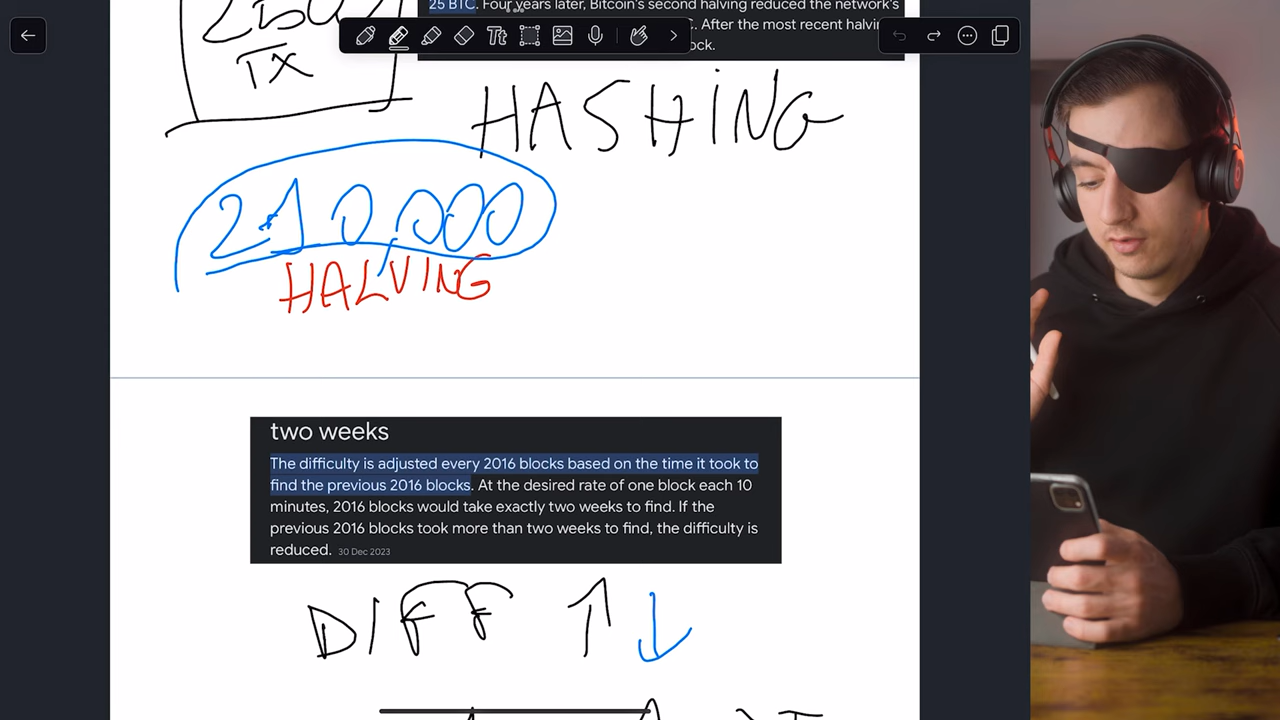 25 BTC. Four years later, Bitcoin's second halving reduced the network's
After the most recent halvin
ock.
TX
HASHING
210,000
HALVING
two weeks
The difficulty is adjusted every 2016 blocks based on the time it took to
find the previous 2016 blocks. At the desired rate of one block each 10
minutes, 2016 blocks would take exactly two weeks to find. If the
previous 2016 blocks took more than two weeks to find, the difficulty is
reduced. 30 Dec 2023
DIFF ↑ ↓